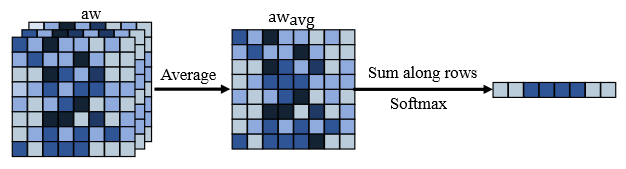 aw
Average
aw avg
Sum along rows
Softmax